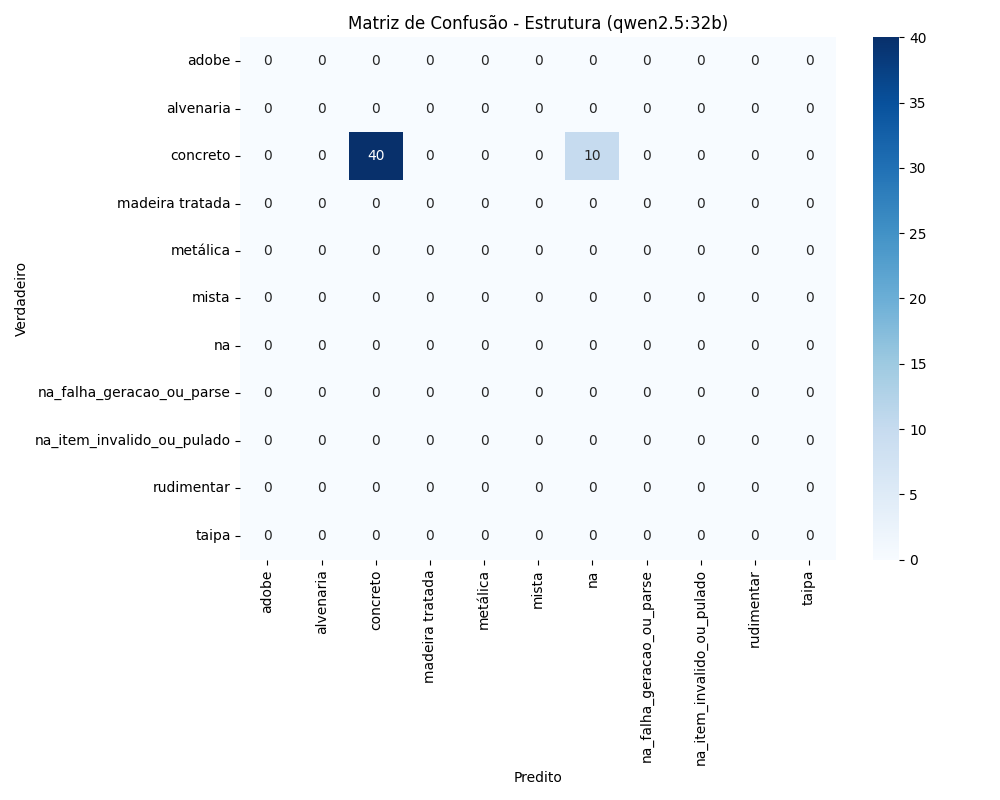 Matriz de Confusão - Estrutura (qwen2.5:32b)
Verdadeiro
adobe 0 0 0 0 0 0 0 0 0 0 0
alvenaria 0 0 0 0 0 0 0 0 0 0 0
concreto 0 0 40 0 0 0 10 0 0 0 0
madeira tratada 0 0 0 0 0 0 0 0 0 0 0
metálica 0 0 0 0 0 0 0 0 0 0 0
mista 0 0 0 0 0 0 0 0 0 0 0
na 0 0 0 0 0 0 0 0 0 0 0
na_falha_geracao_ou_parse 0 0 0 0 0 0 0 0 0 0 0
na_item_invalido_ou_pulado 0 0 0 0 0 0 0 0 0 0 0
rudimentar 0 0 0 0 0 0 0 0 0 0 0
taipa 0 0 0 0 0 0 0 0 0 0 0
adobe
alvenaria
concreto
madeira tratada
metálica
mista
na
na_falha_geracao_ou_parse
na_item_invalido_ou_pulado
rudimentar
taipa
Predito
40
35
30
25
20
15
10
5
0